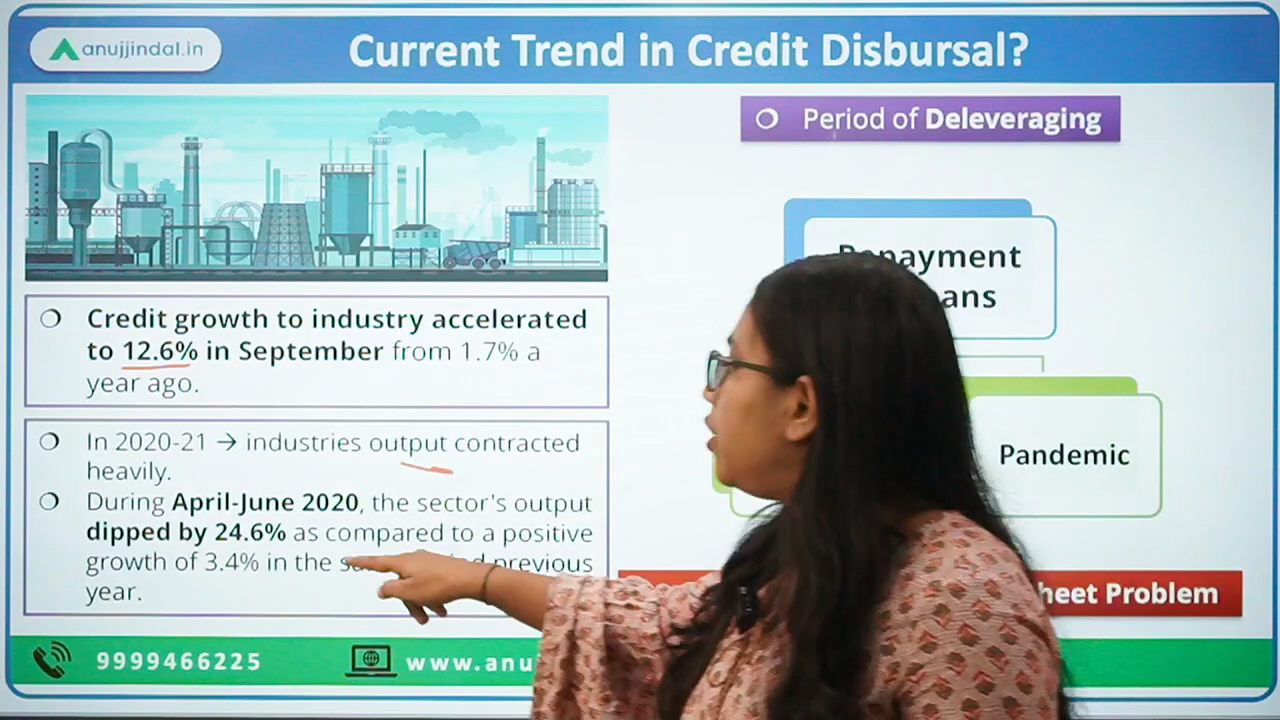 anujjindal.in
Current Trend in Credit Disbursal?
Credit growth to industry accelerated
to 12.6% in September from 1.7% a
year ago.
In 2020-21 → industries output contracted
heavily.
During April-June 2020, the sector's output
dipped by 24.6% as compared to a positive
growth of 3.4% in the previous
year.
Period of Deleveraging
Repayment
Pandemic
Problem
9999466225